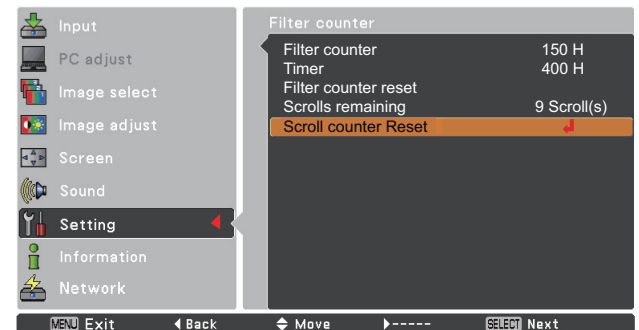 Input
PC adjust
Image select
Image adjust
Screen
Sound
Setting
Information
Network
Filter counter
Filter counter 150 H
Timer 400 H
Filter counter reset
Scrolls remaining 9 Scroll(s)
Scroll counter Reset
MENU Exit Back Move ----- SELECT Next